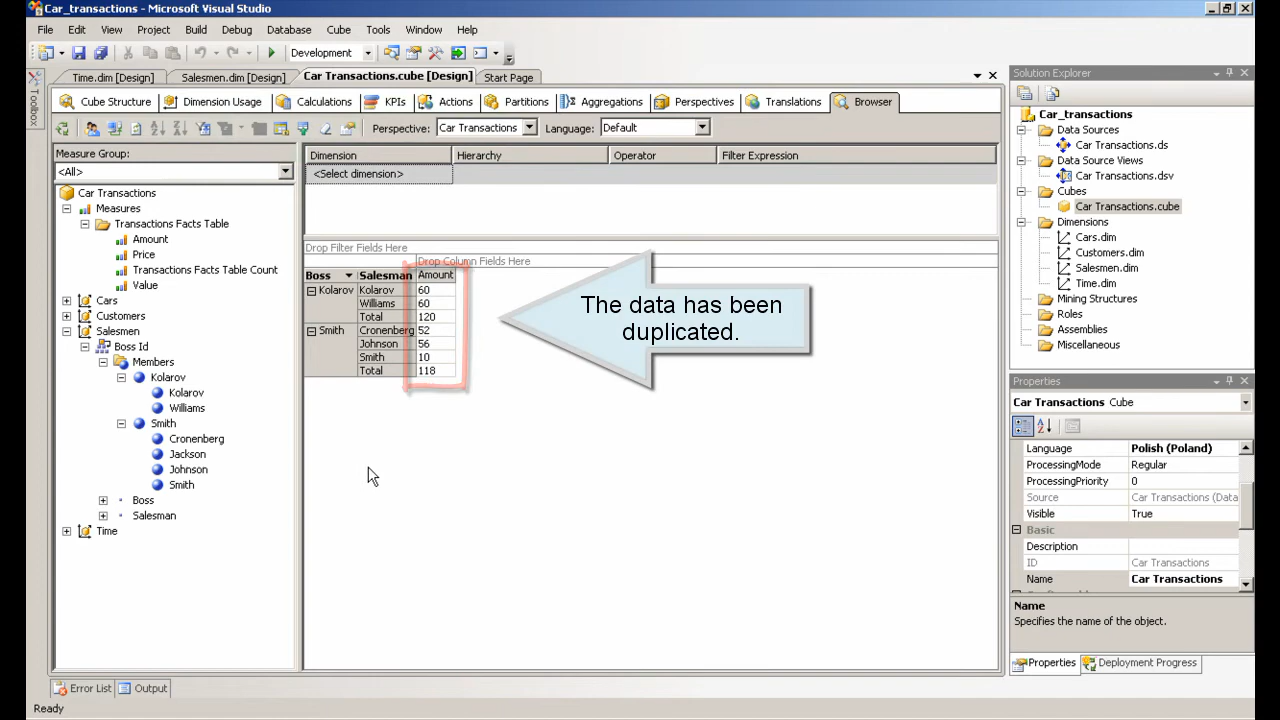 Car_transactions - Microsoft Visual Studio
File Edit View Project Build Debug Database Cube Tools Window Help
Development
Toolbox
Time.dim [Design] Salesmen.dim [Design] Car Transactions.cube [Design] Start Page
Cube Structure Dimension Usage Calculations KPIs Actions Partitions Aggregations Perspectives Translations Browser
Perspective: Car Transactions Language: Default
Measure Group:
<All>
Car Transactions
Measures
Transactions Facts Table
Amount
Price
Transactions Facts Table Count
Value
Cars
Customers
Salesmen
Boss Id
Members
Kolarov
Kolarov
Williams
Smith
Cronenberg
Jackson
Johnson
Smith
Boss
Salesman
Time
Dimension Hierarchy Operator Filter Expression
<Select dimension>
Drop Filter Fields Here
Drop Column Fields Here
Boss Salesman Amount
Kolarov Kolarov 60
Williams 60
Total 120
Smith Cronenberg 52
Johnson 56
Smith 10
Total 118
The data has been
duplicated.
Solution Explorer
Car_transactions
Data Sources
Car Transactions.ds
Data Source Views
Car Transactions.dsv
Cubes
Car Transactions.cube
Dimensions
Cars.dim
Customers.dim
Salesmen.dim
Time.dim
Mining Structures
Roles
Assemblies
Miscellaneous
Properties
Car Transactions Cube
Language Polish (Poland)
ProcessingMode Regular
ProcessingPriority 0
Source Car Transactions (Data
Visible True
Basic
Description
ID Car Transactions
Name Car Transactions
Name
Specifies the name of the object.
Properties Deployment Progress
Error List Output
Ready